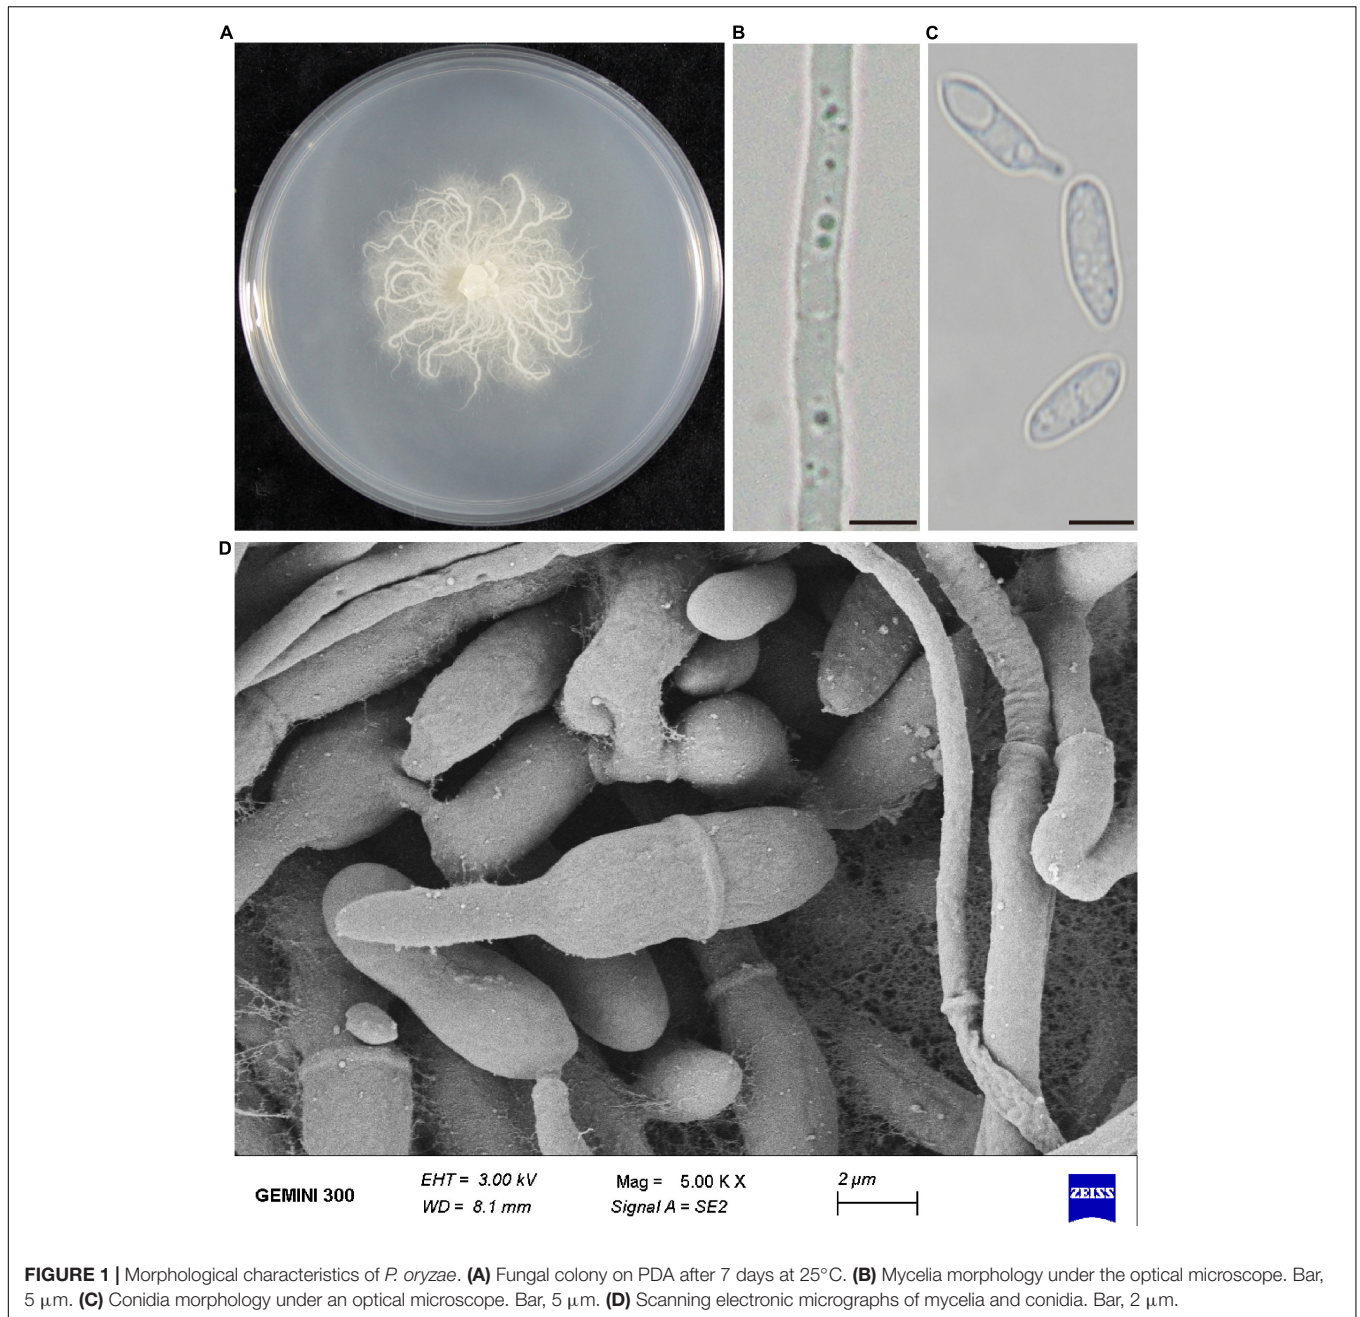 A
B
C
D
GEMINI 300
EHT = 3.00 kV
Mag = 5.00 K X
2 µm
WD = 8.1 mm
Signal A = SE2
ZEISS
FIGURE 1 | Morphological characteristics of P. oryzae. (A) Fungal colony on PDA after 7 days at 25°C. (B) Mycelia morphology under the optical microscope. Bar,
5 µm. (C) Conidia morphology under an optical microscope. Bar, 5 µm. (D) Scanning electronic micrographs of mycelia and conidia. Bar, 2 µm.